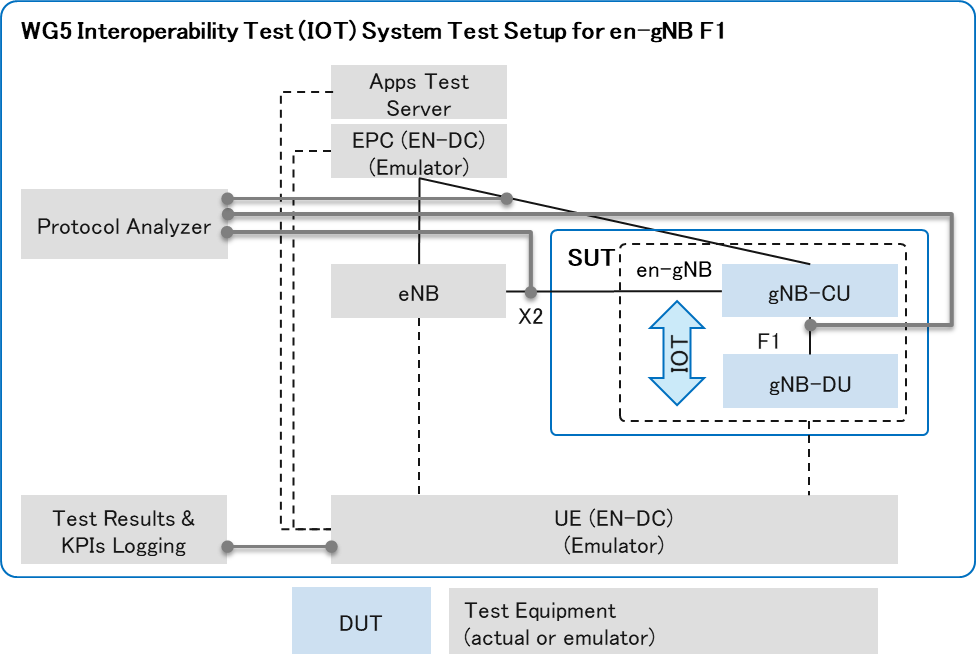 WG5 Interoperability Test (IOT) System Test Setup for en-gNB F1
Apps Test
Server
EPC (EN-DC)
(Emulator)
Protocol Analyzer
SUT
en-gNB
eNB
gNB-CU
X2
IOT
F1
gNB-DU
Test Results &
KPIs Logging
UE (EN-DC)
(Emulator)
DUT
Test Equipment
(actual or emulator)